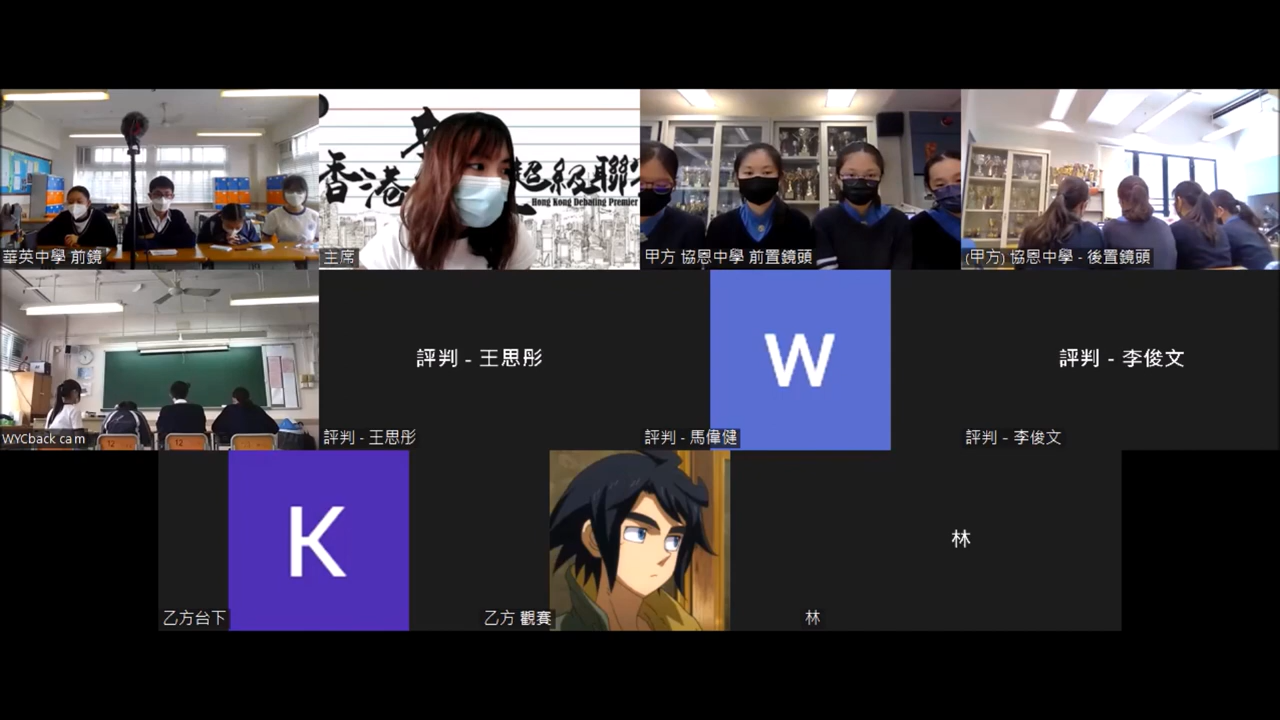 香港
超級聯
Hong Kong Debating Premier
華英中學 前鏡
主席
甲方 協恩中學 前置鏡頭
(甲方) 協恩中學 - 後置鏡頭
WYCback cam
評判 - 王思彤
評判 - 王思彤
W
評判 - 馬偉健
評判 - 李俊文
評判 - 李俊文
K
乙方台下
乙方 觀賽
林
林